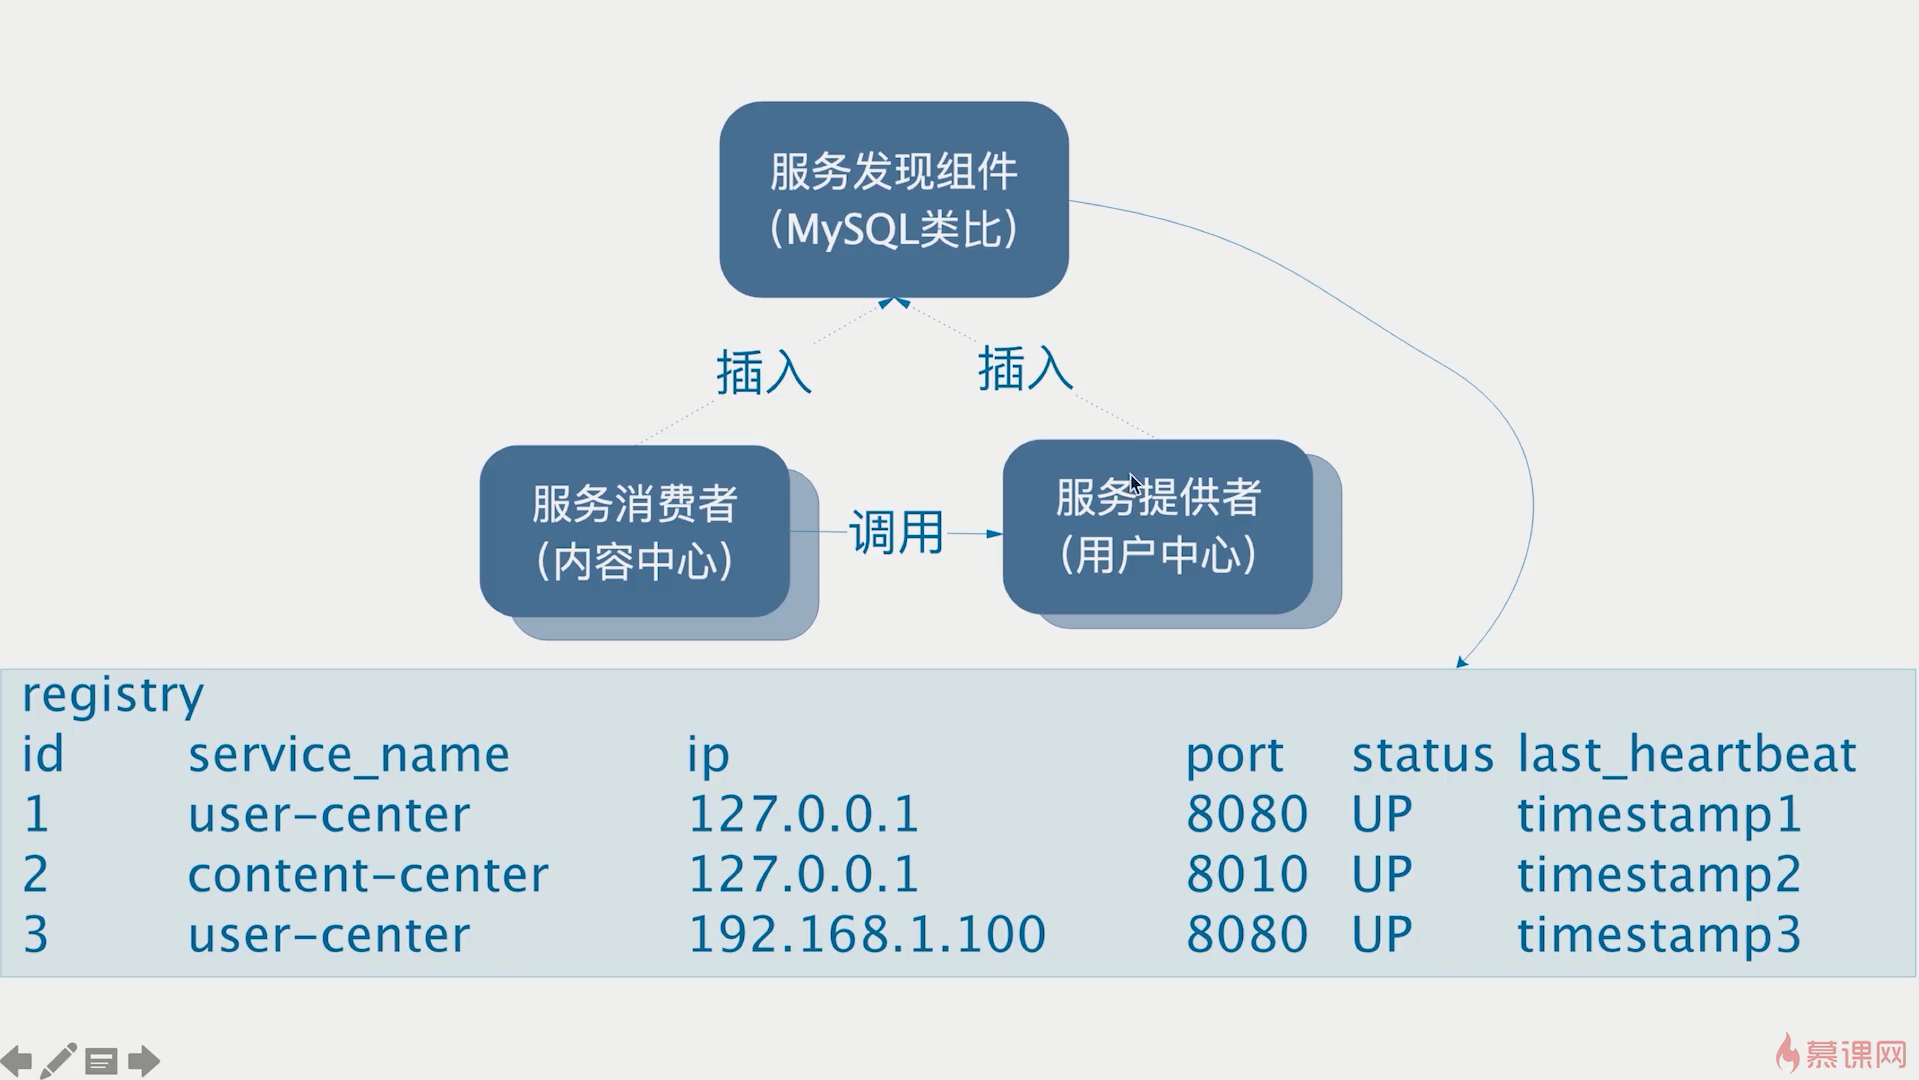 服务发现组件
（MySQL类比）
插入
插入
服务消费者
（内容中心）
调用
服务提供者
（用户中心）
registry
id service_name ip port status last_heartbeat
1 user-center 127.0.0.1 8080 UP timestamp1
2 content-center 127.0.0.1 8010 UP timestamp2
3 user-center 192.168.1.100 8080 UP timestamp3
慕课网